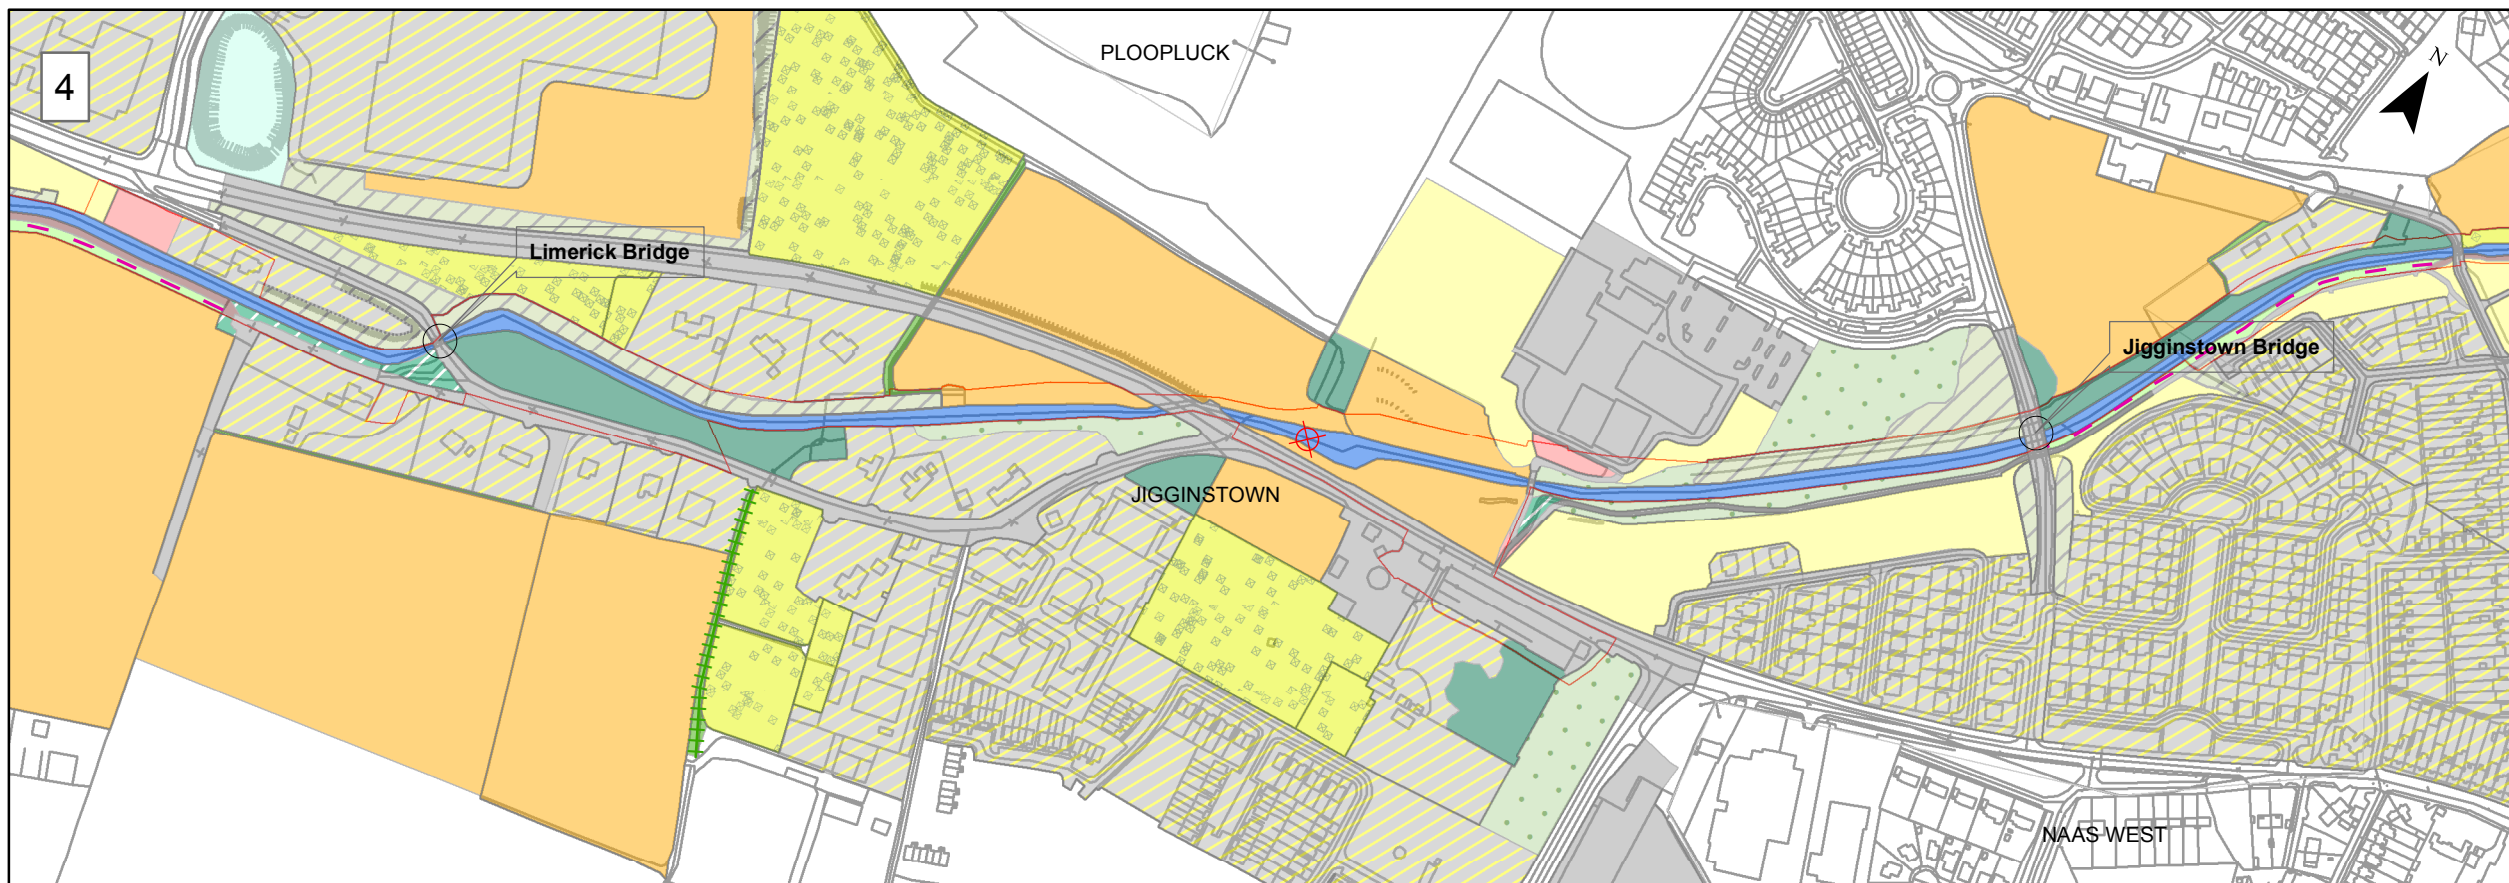 4
PLOOPLUCK
N
Limerick Bridge
Jigginstown Bridge
JIGGINSTOWN
NAAS WEST